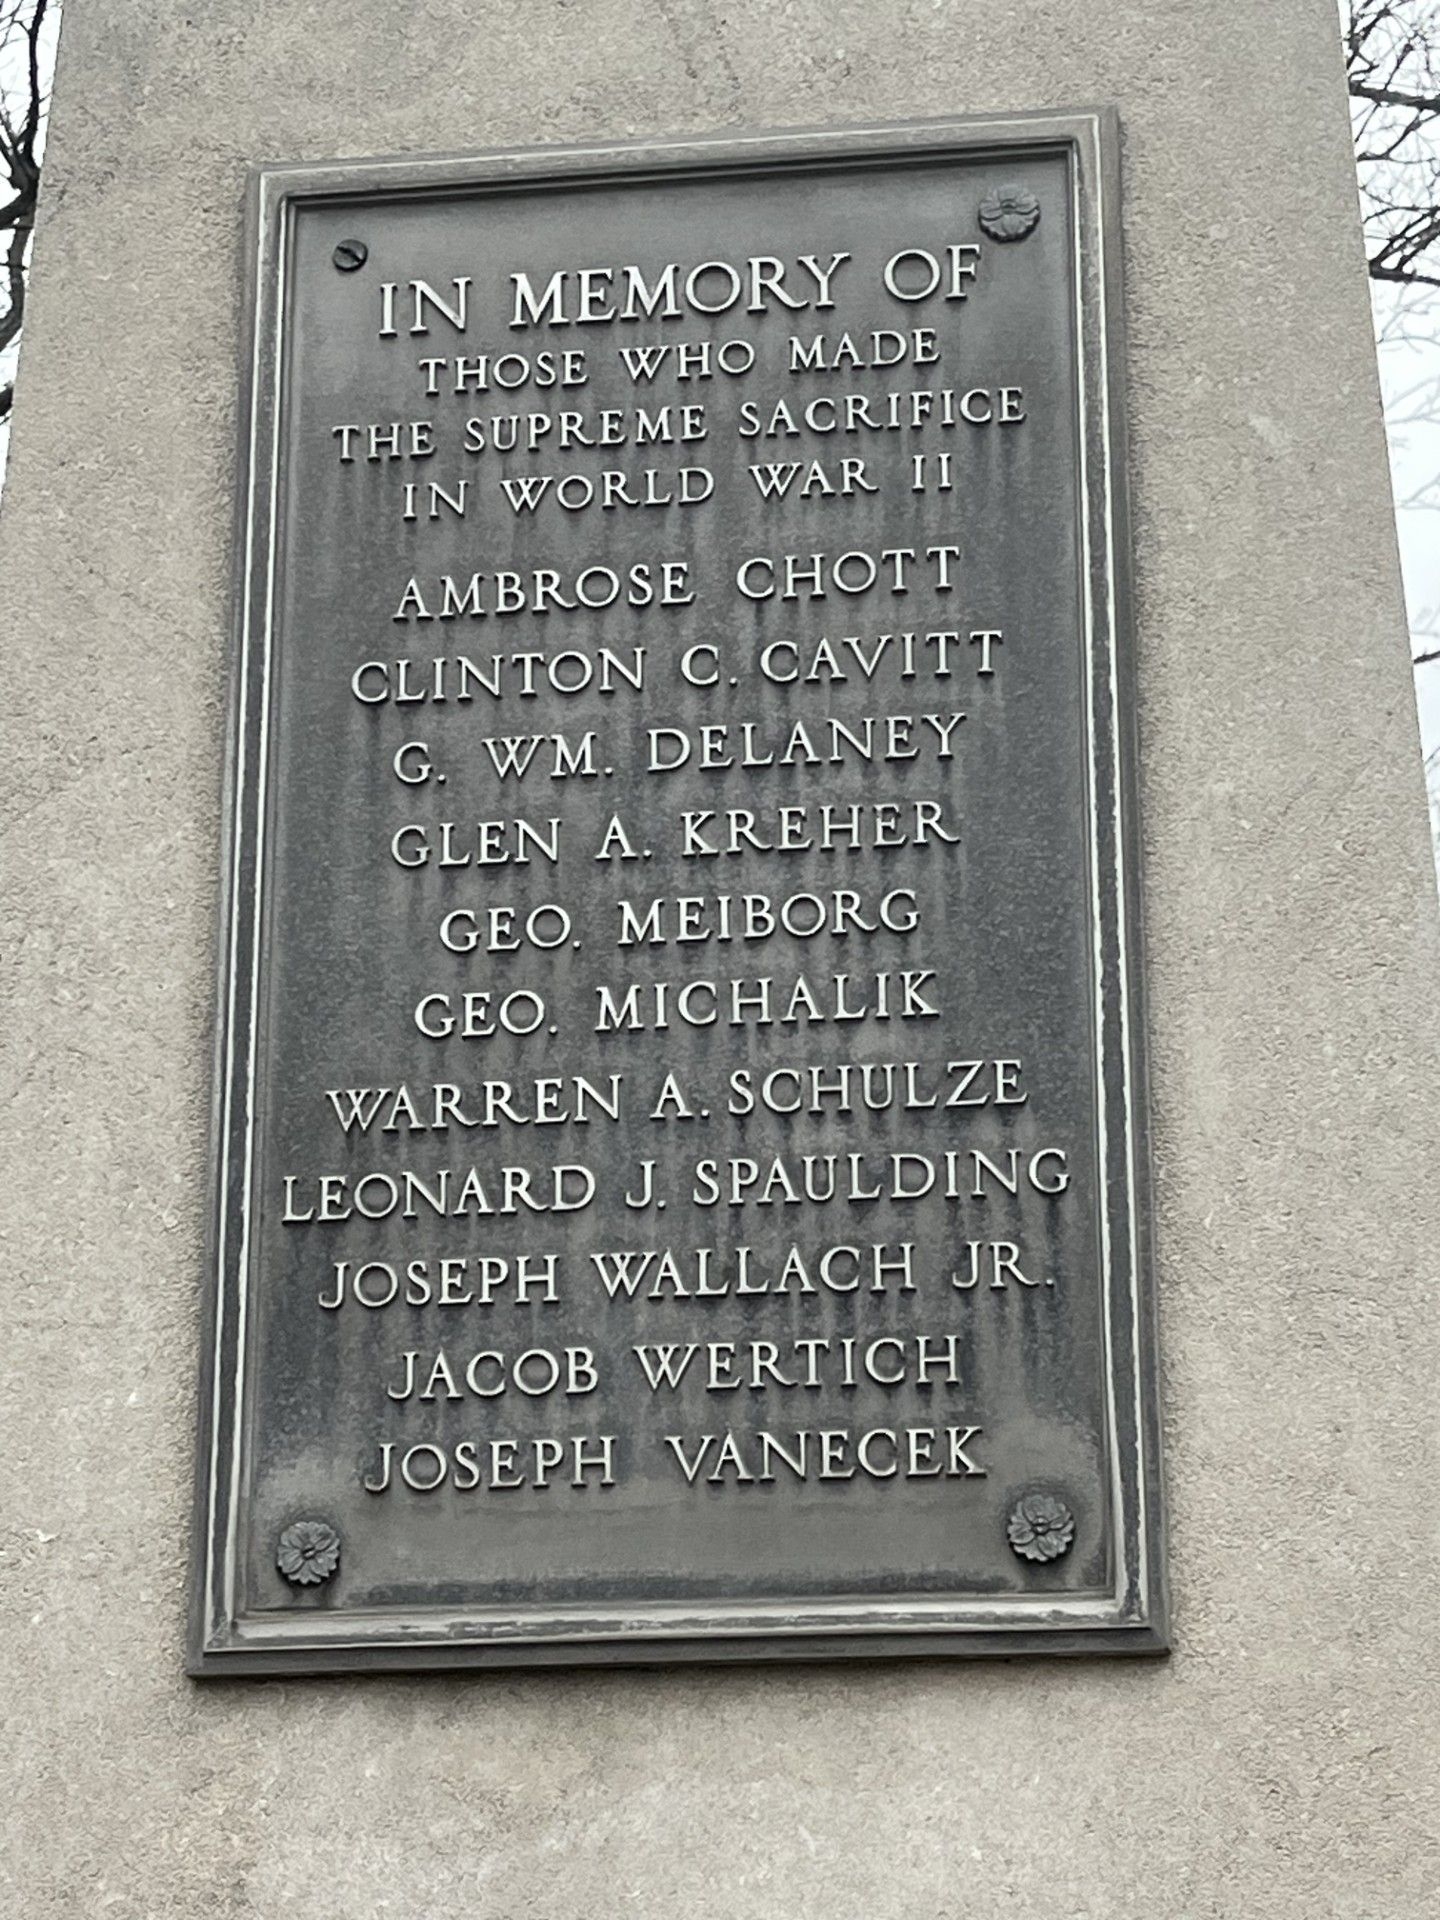 IN MEMORY OF
THOSE WHO MADE
THE SUPREME SACRIFICE
IN WORLD WAR II
AMBROSE CHOTT
CLINTON C. CAVITT
G. WM. DELANEY
GLEN A. KREHER
GEO. MEIBORG
GEO. MICHALIK
WARREN A. SCHULZE
LEONARD J. SPAULDING
JOSEPH WALLACH JR.
JACOB WERTICH
JOSEPH VANECEK